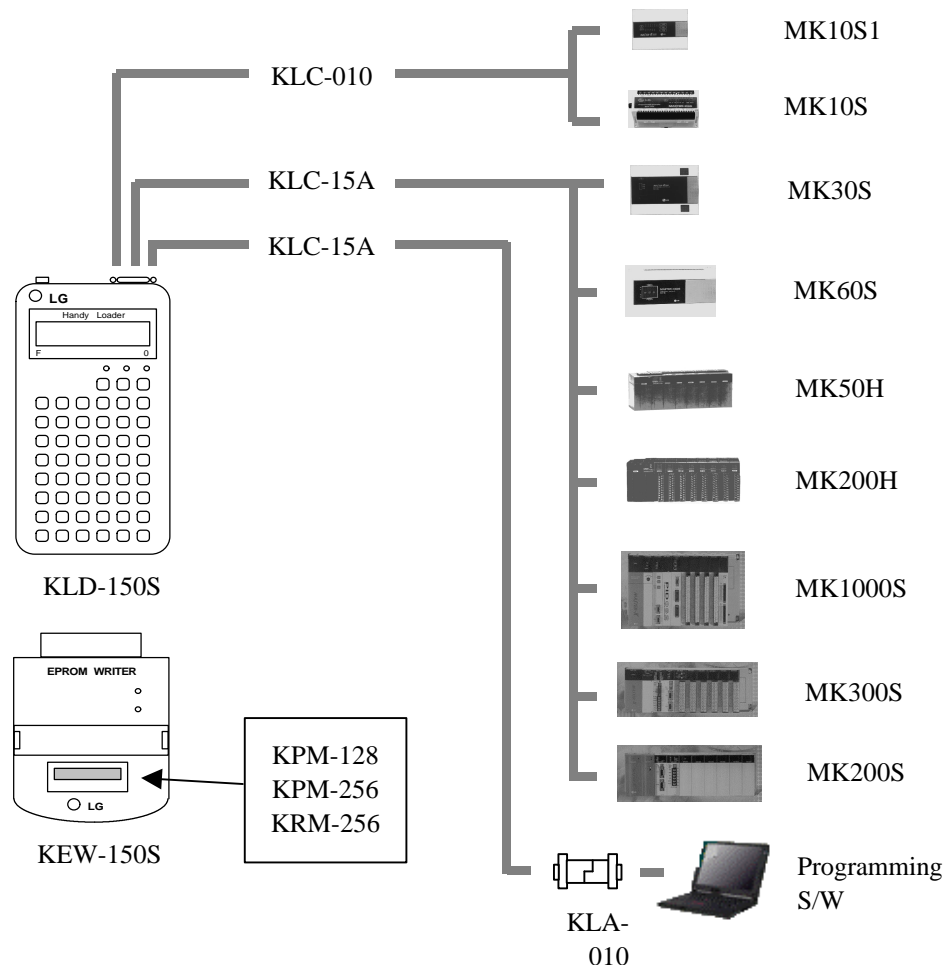 MK10S1
KLC-010
MK10S
KLC-15A
MK30S
KLC-15A
MK60S
LG
Handy Loader
F 0
MK50H
MK200H
KLD-150S
MK1000S
EPROM WRITER
MK300S
KPM-128
KPM-256
KRM-256
MK200S
LG
KEW-150S
Programming
S/W
KLA-
010